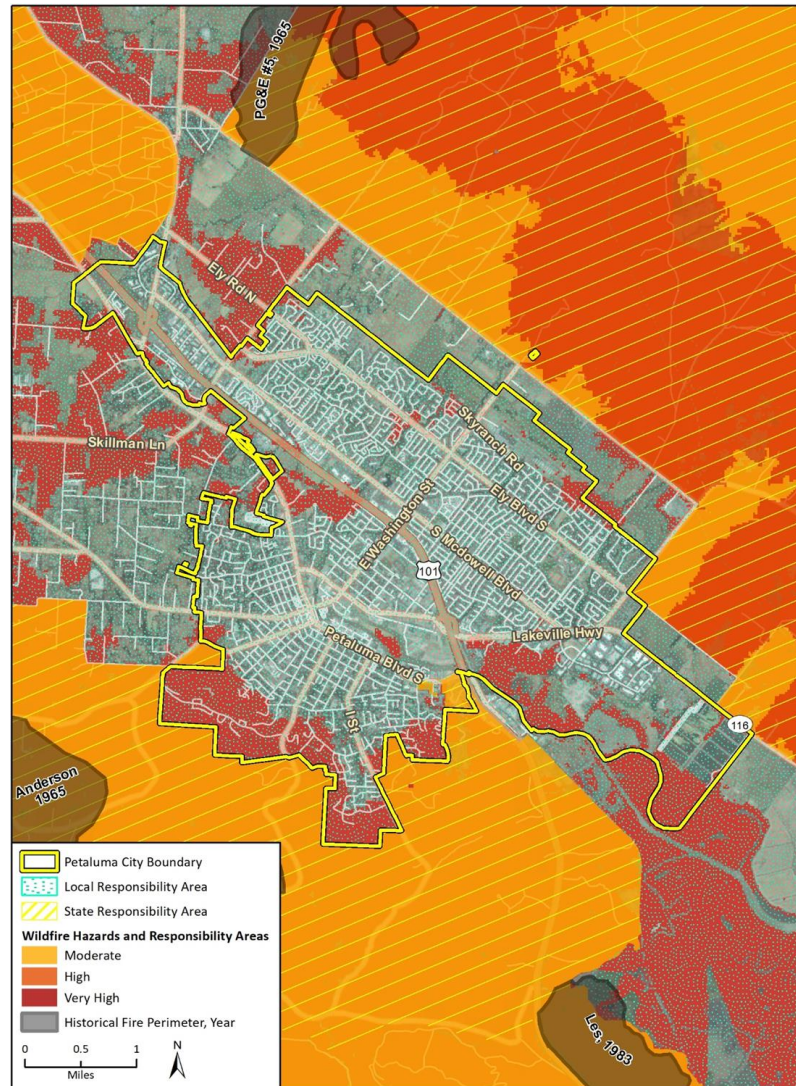 PG&E #5, 1965
Ely Rd N
Skillman Ln
Skyranch Rd
Ely Blvd S
E Washington St
S Mcdowell Blvd
101
Lakeville Hwy
Petaluma Blvd S
I St
116
Anderson
1965
Les, 1983
Petaluma City Boundary
Local Responsibility Area
State Responsibility Area
Wildfire Hazards and Responsibility Areas
Moderate
High
Very High
Historical Fire Perimeter, Year
0 0.5 1
Miles
N